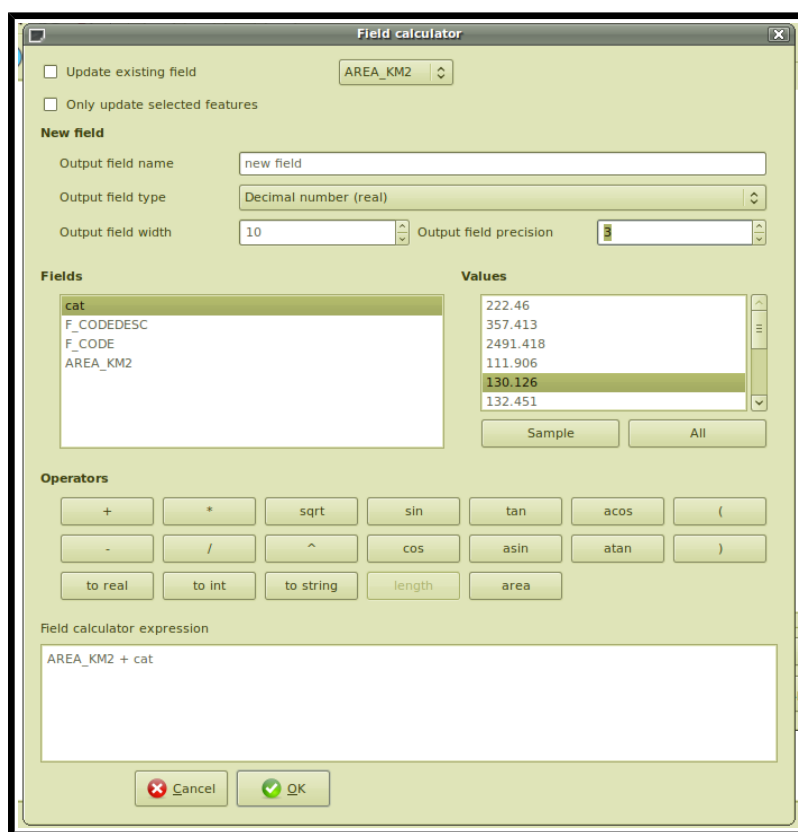 Field calculator
Update existing field AREA_KM2
Only update selected features
New field
Output field name new field
Output field type Decimal number (real)
Output field width 10 Output field precision 3
Fields
cat
F_CODEDESC
F_CODE
AREA_KM2
Values
222.46
357.413
2491.418
111.906
130.126
132.451
Sample All
Operators
+ * sqrt sin tan acos (
- / ^ cos asin atan )
to real to int to string length area
Field calculator expression
AREA_KM2 + cat
Cancel OK